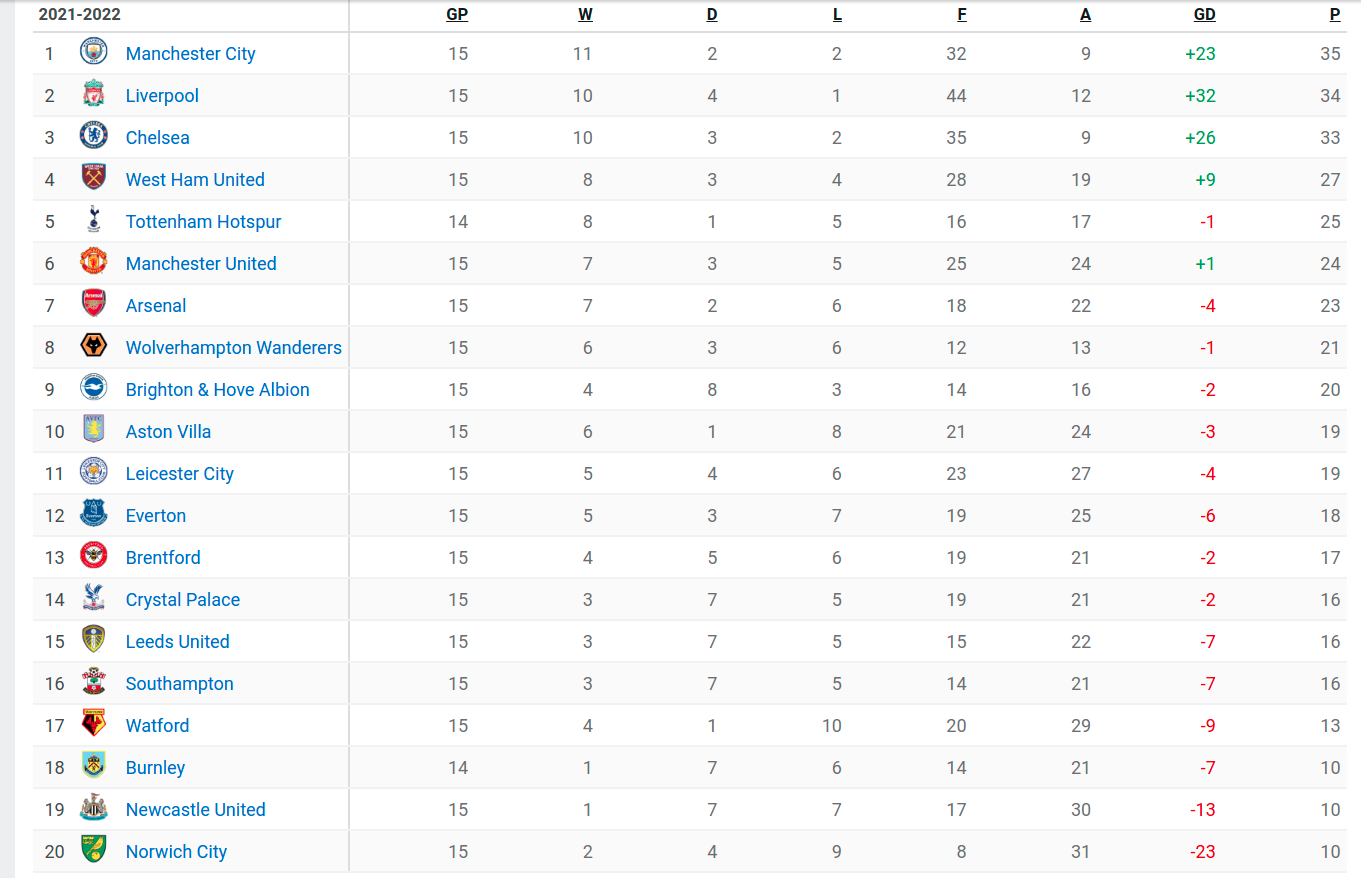 2021-2022 GP W D L F A GD P
1 Manchester City 15 11 2 2 32 9 +23 35
2 Liverpool 15 10 4 1 44 12 +32 34
3 Chelsea 15 10 3 2 35 9 +26 33
4 West Ham United 15 8 3 4 28 19 +9 27
5 Tottenham Hotspur 14 8 1 5 16 17 -1 25
6 Manchester United 15 7 3 5 25 24 +1 24
7 Arsenal 15 7 2 6 18 22 -4 23
8 Wolverhampton Wanderers 15 6 3 6 12 13 -1 21
9 Brighton & Hove Albion 15 4 8 3 14 16 -2 20
10 Aston Villa 15 6 1 8 21 24 -3 19
11 Leicester City 15 5 4 6 23 27 -4 19
12 Everton 15 5 3 7 19 25 -6 18
13 Brentford 15 4 5 6 19 21 -2 17
14 Crystal Palace 15 3 7 5 19 21 -2 16
15 Leeds United 15 3 7 5 15 22 -7 16
16 Southampton 15 3 7 5 14 21 -7 16
17 Watford 15 4 1 10 20 29 -9 13
18 Burnley 14 1 7 6 14 21 -7 10
19 Newcastle United 15 1 7 7 17 30 -13 10
20 Norwich City 15 2 4 9 8 31 -23 10